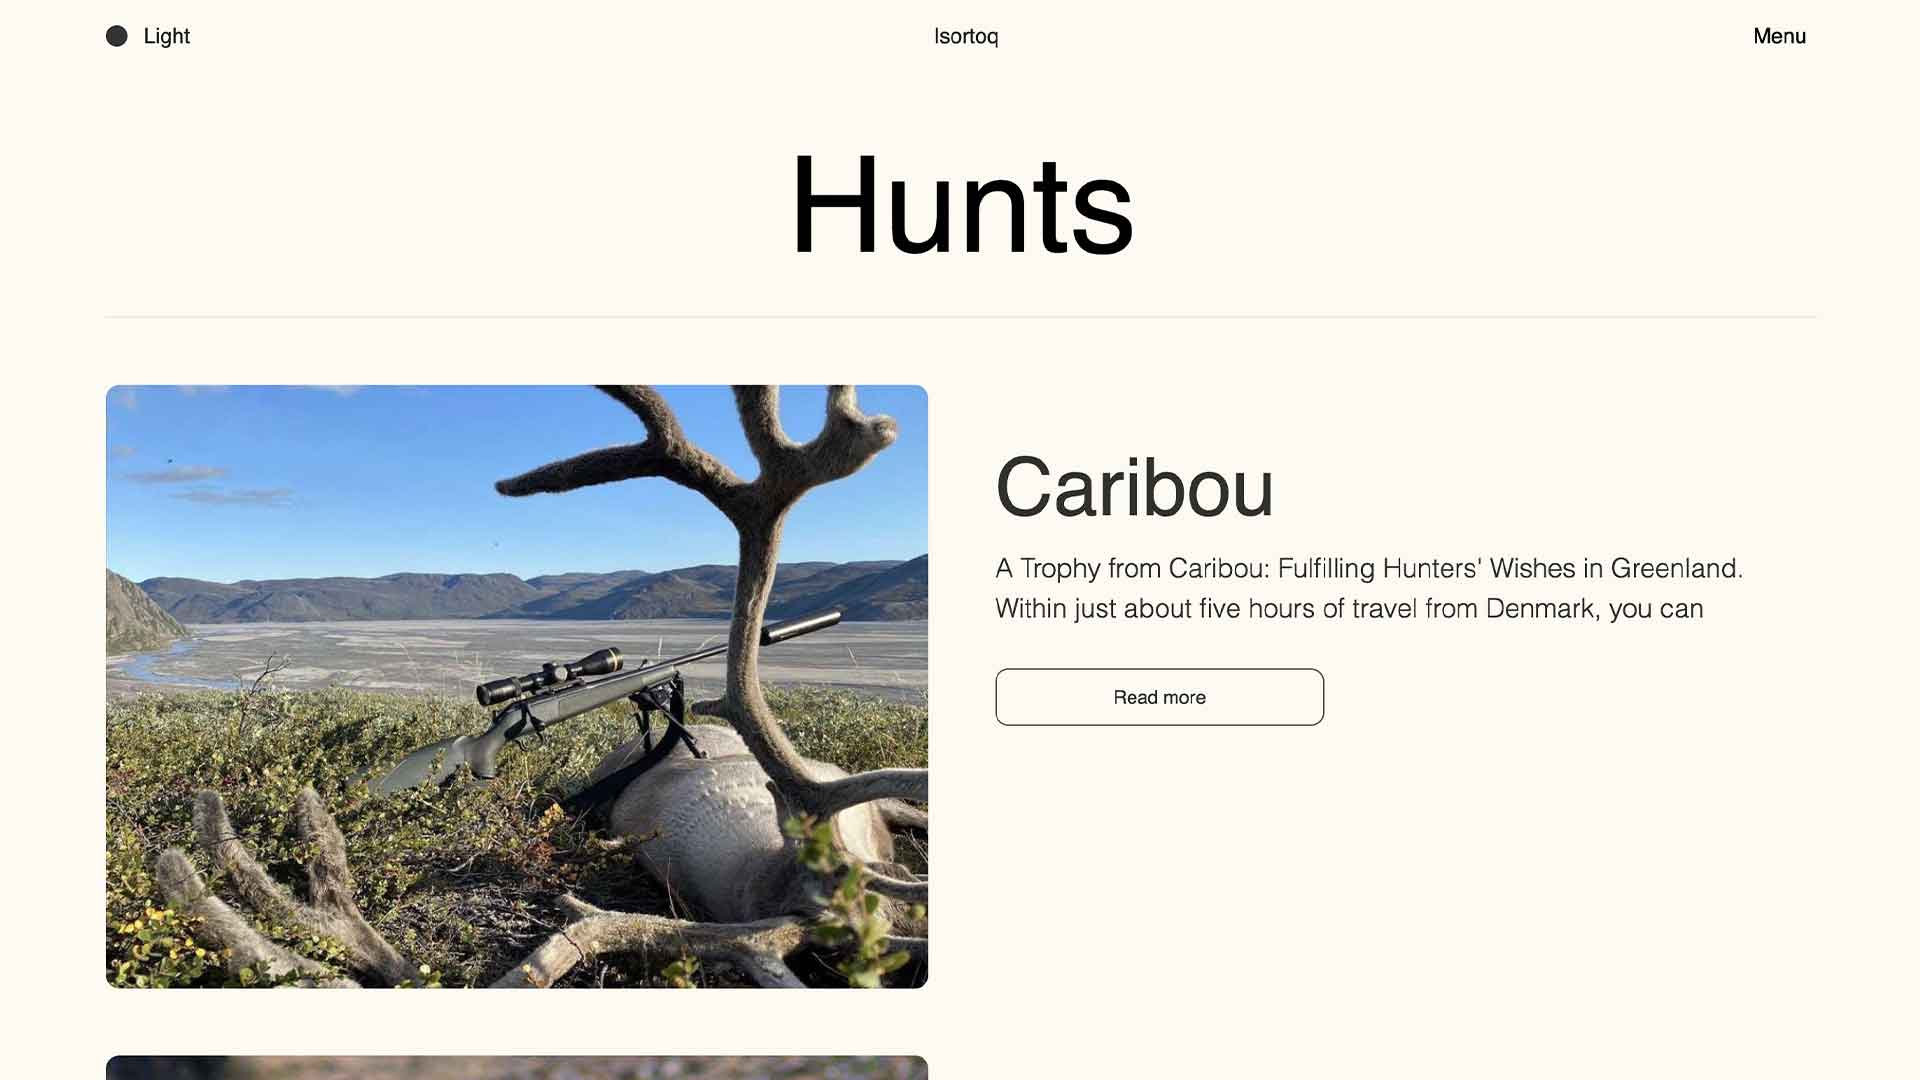 Light
Isortoq
Menu
Hunts
Caribou
A Trophy from Caribou: Fulfilling Hunters' Wishes in Greenland.
Within just about five hours of travel from Denmark, you can
Read more